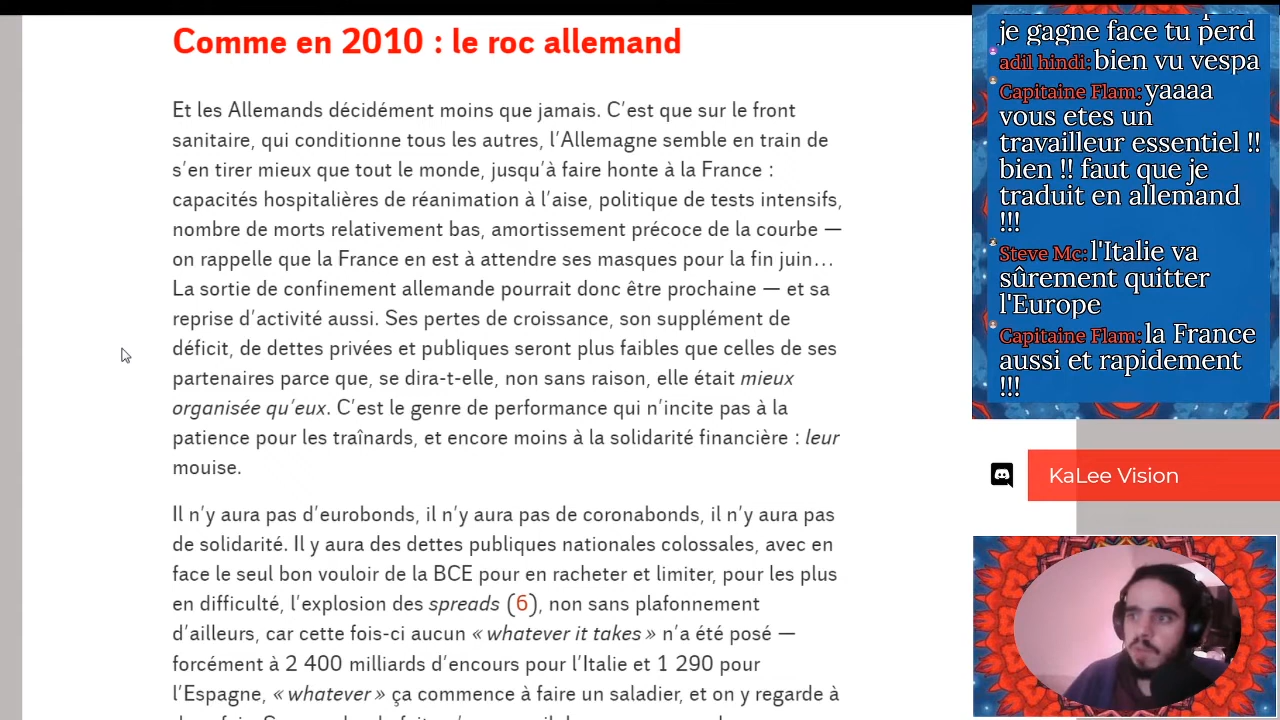 Comme en 2010 : le roc allemand
Et les Allemands décidément moins que jamais. C’est que sur le front
sanitaire, qui conditionne tous les autres, l’Allemagne semble en train de
s’en tirer mieux que tout le monde, jusqu’à faire honte à la France :
capacités hospitalières de réanimation à l’aise, politique de tests intensifs,
nombre de morts relativement bas, amortissement précoce de la courbe —
on rappelle que la France en est à attendre ses masques pour la fin juin…
La sortie de confinement allemande pourrait donc être prochaine — et sa
reprise d’activité aussi. Ses pertes de croissance, son supplément de
déficit, de dettes privées et publiques seront plus faibles que celles de ses
partenaires parce que, se dira-t-elle, non sans raison, elle était mieux
organisée qu’eux. C’est le genre de performance qui n’incite pas à la
patience pour les traînards, et encore moins à la solidarité financière : leur
mouise.
Il n’y aura pas d’eurobonds, il n’y aura pas de coronabonds, il n’y aura pas
de solidarité. Il y aura des dettes publiques nationales colossales, avec en
face le seul bon vouloir de la BCE pour en racheter et limiter, pour les plus
en difficulté, l’explosion des spreads (6), non sans plafonnement
d’ailleurs, car cette fois-ci aucun « whatever it takes » n’a été posé —
forcément à 2 400 milliards d’encours pour l’Italie et 1 290 pour
l’Espagne, « whatever » ça commence à faire un saladier, et on y regarde à
je gagne face tu perd
adil hindi: bien vu vespa
Capitaine Flam: yaaaa
vous etes un
travailleur essentiel !!
bien !! faut que je
traduit en allemand
!!!
Steve Mc: l'Italie va
sûrement quitter
l'Europe
Capitaine Flam: la France
aussi et rapidement
!!!
KaLee Vision